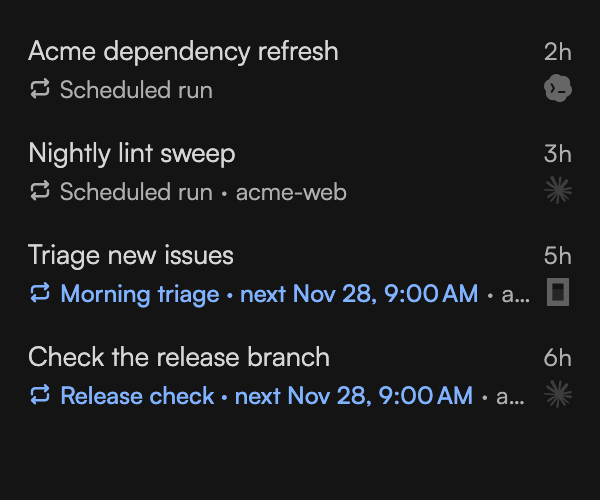 Acme dependency refresh 2h
Scheduled run
Nightly lint sweep 3h
Scheduled run · acme-web
Triage new issues 5h
Morning triage · next Nov 28, 9:00 AM · a...
Check the release branch 6h
Release check · next Nov 28, 9:00 AM · a...